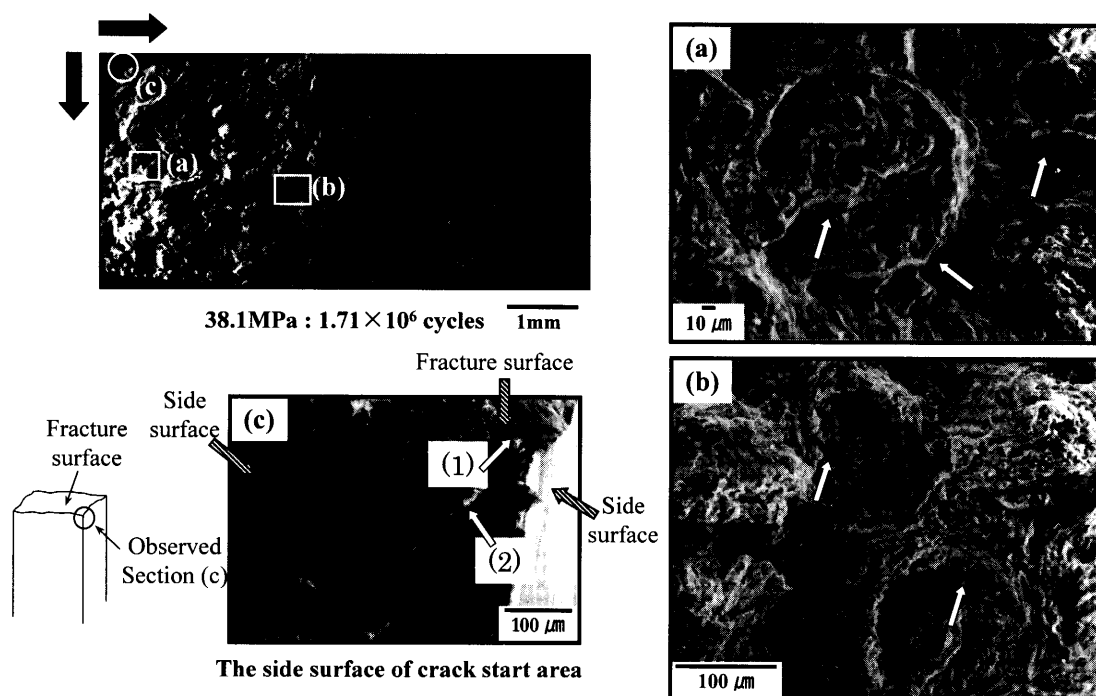 (c)
(a)
(b)
38.1MPa : 1.71×10⁶ cycles
1mm
(a)
10 μm
Fracture surface
Side
surface
(c)
(1)
(2)
Side
surface
100 μm
Fracture
surface
Observed
Section (c)
The side surface of crack start area
(b)
100 μm